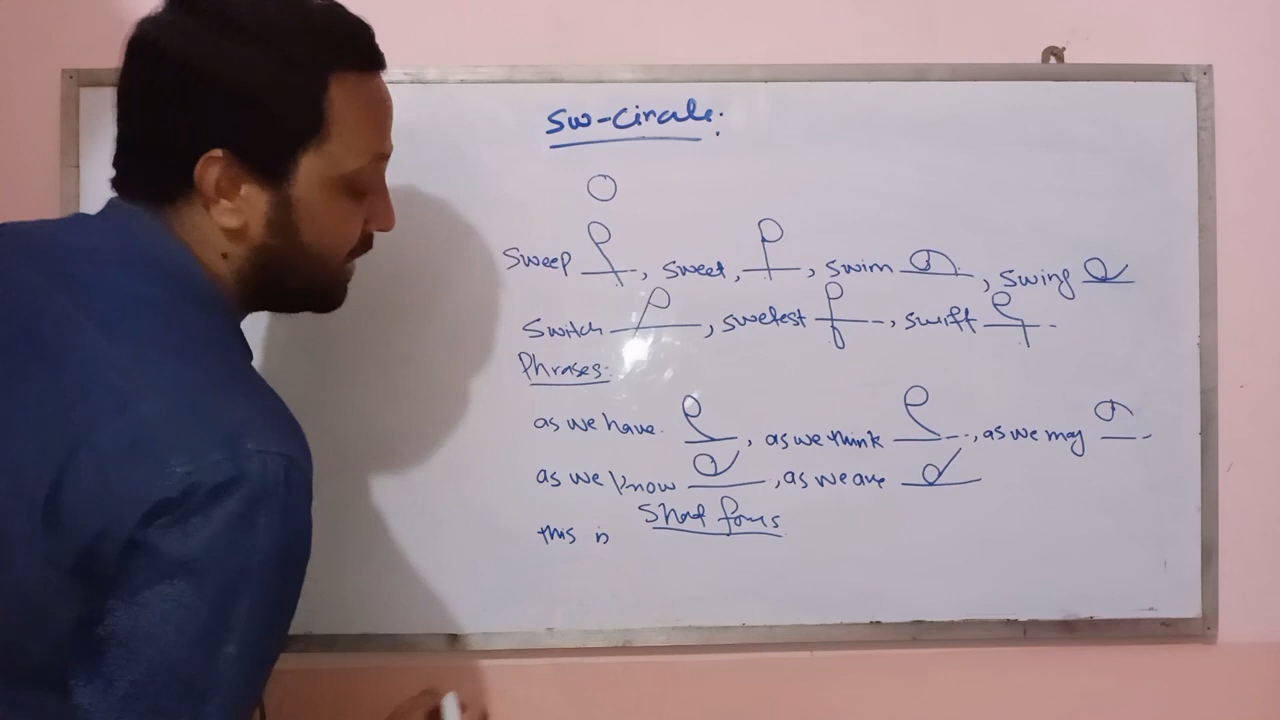 Sw-Circle:
Sweep , Sweet, , Swim , Swing
Switch , swetest , swift
Phrases:
as we have. , as we think , as we may
as we know , as we are
Short forms
this is